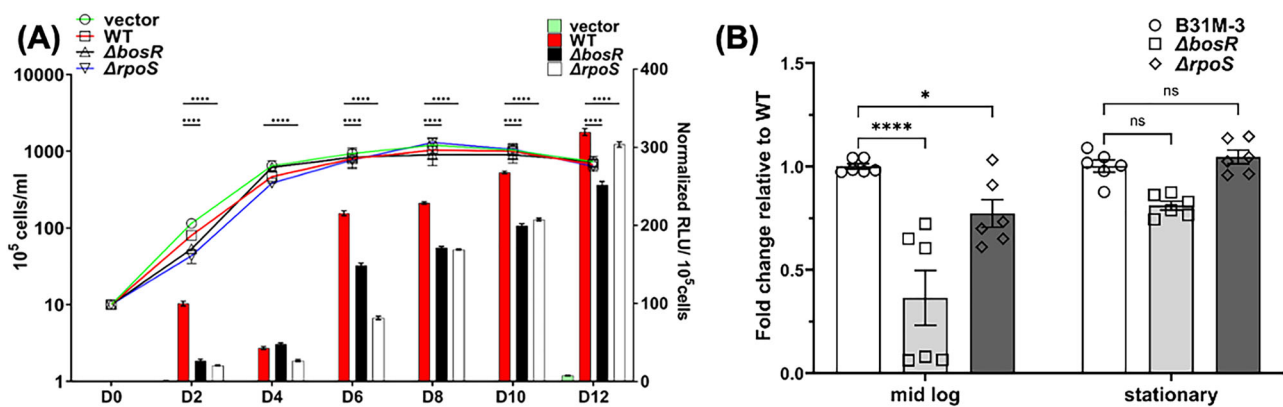 (A)
vector
WT
ΔbosR
ΔrpoS
vector
WT
ΔbosR
ΔrpoS
10000
1000
100
10
1
10⁵ cells/ml
400
300
200
100
0
Normalized RLU/ 10⁵cells
**** **** **** **** **** ****
**** **** **** **** ****
D0 D2 D4 D6 D8 D10 D12
(B)
B31M-3
ΔbosR
ΔrpoS
Fold change relative to WT
1.5
1.0
0.5
0.0
*
****
ns
ns
mid log stationary